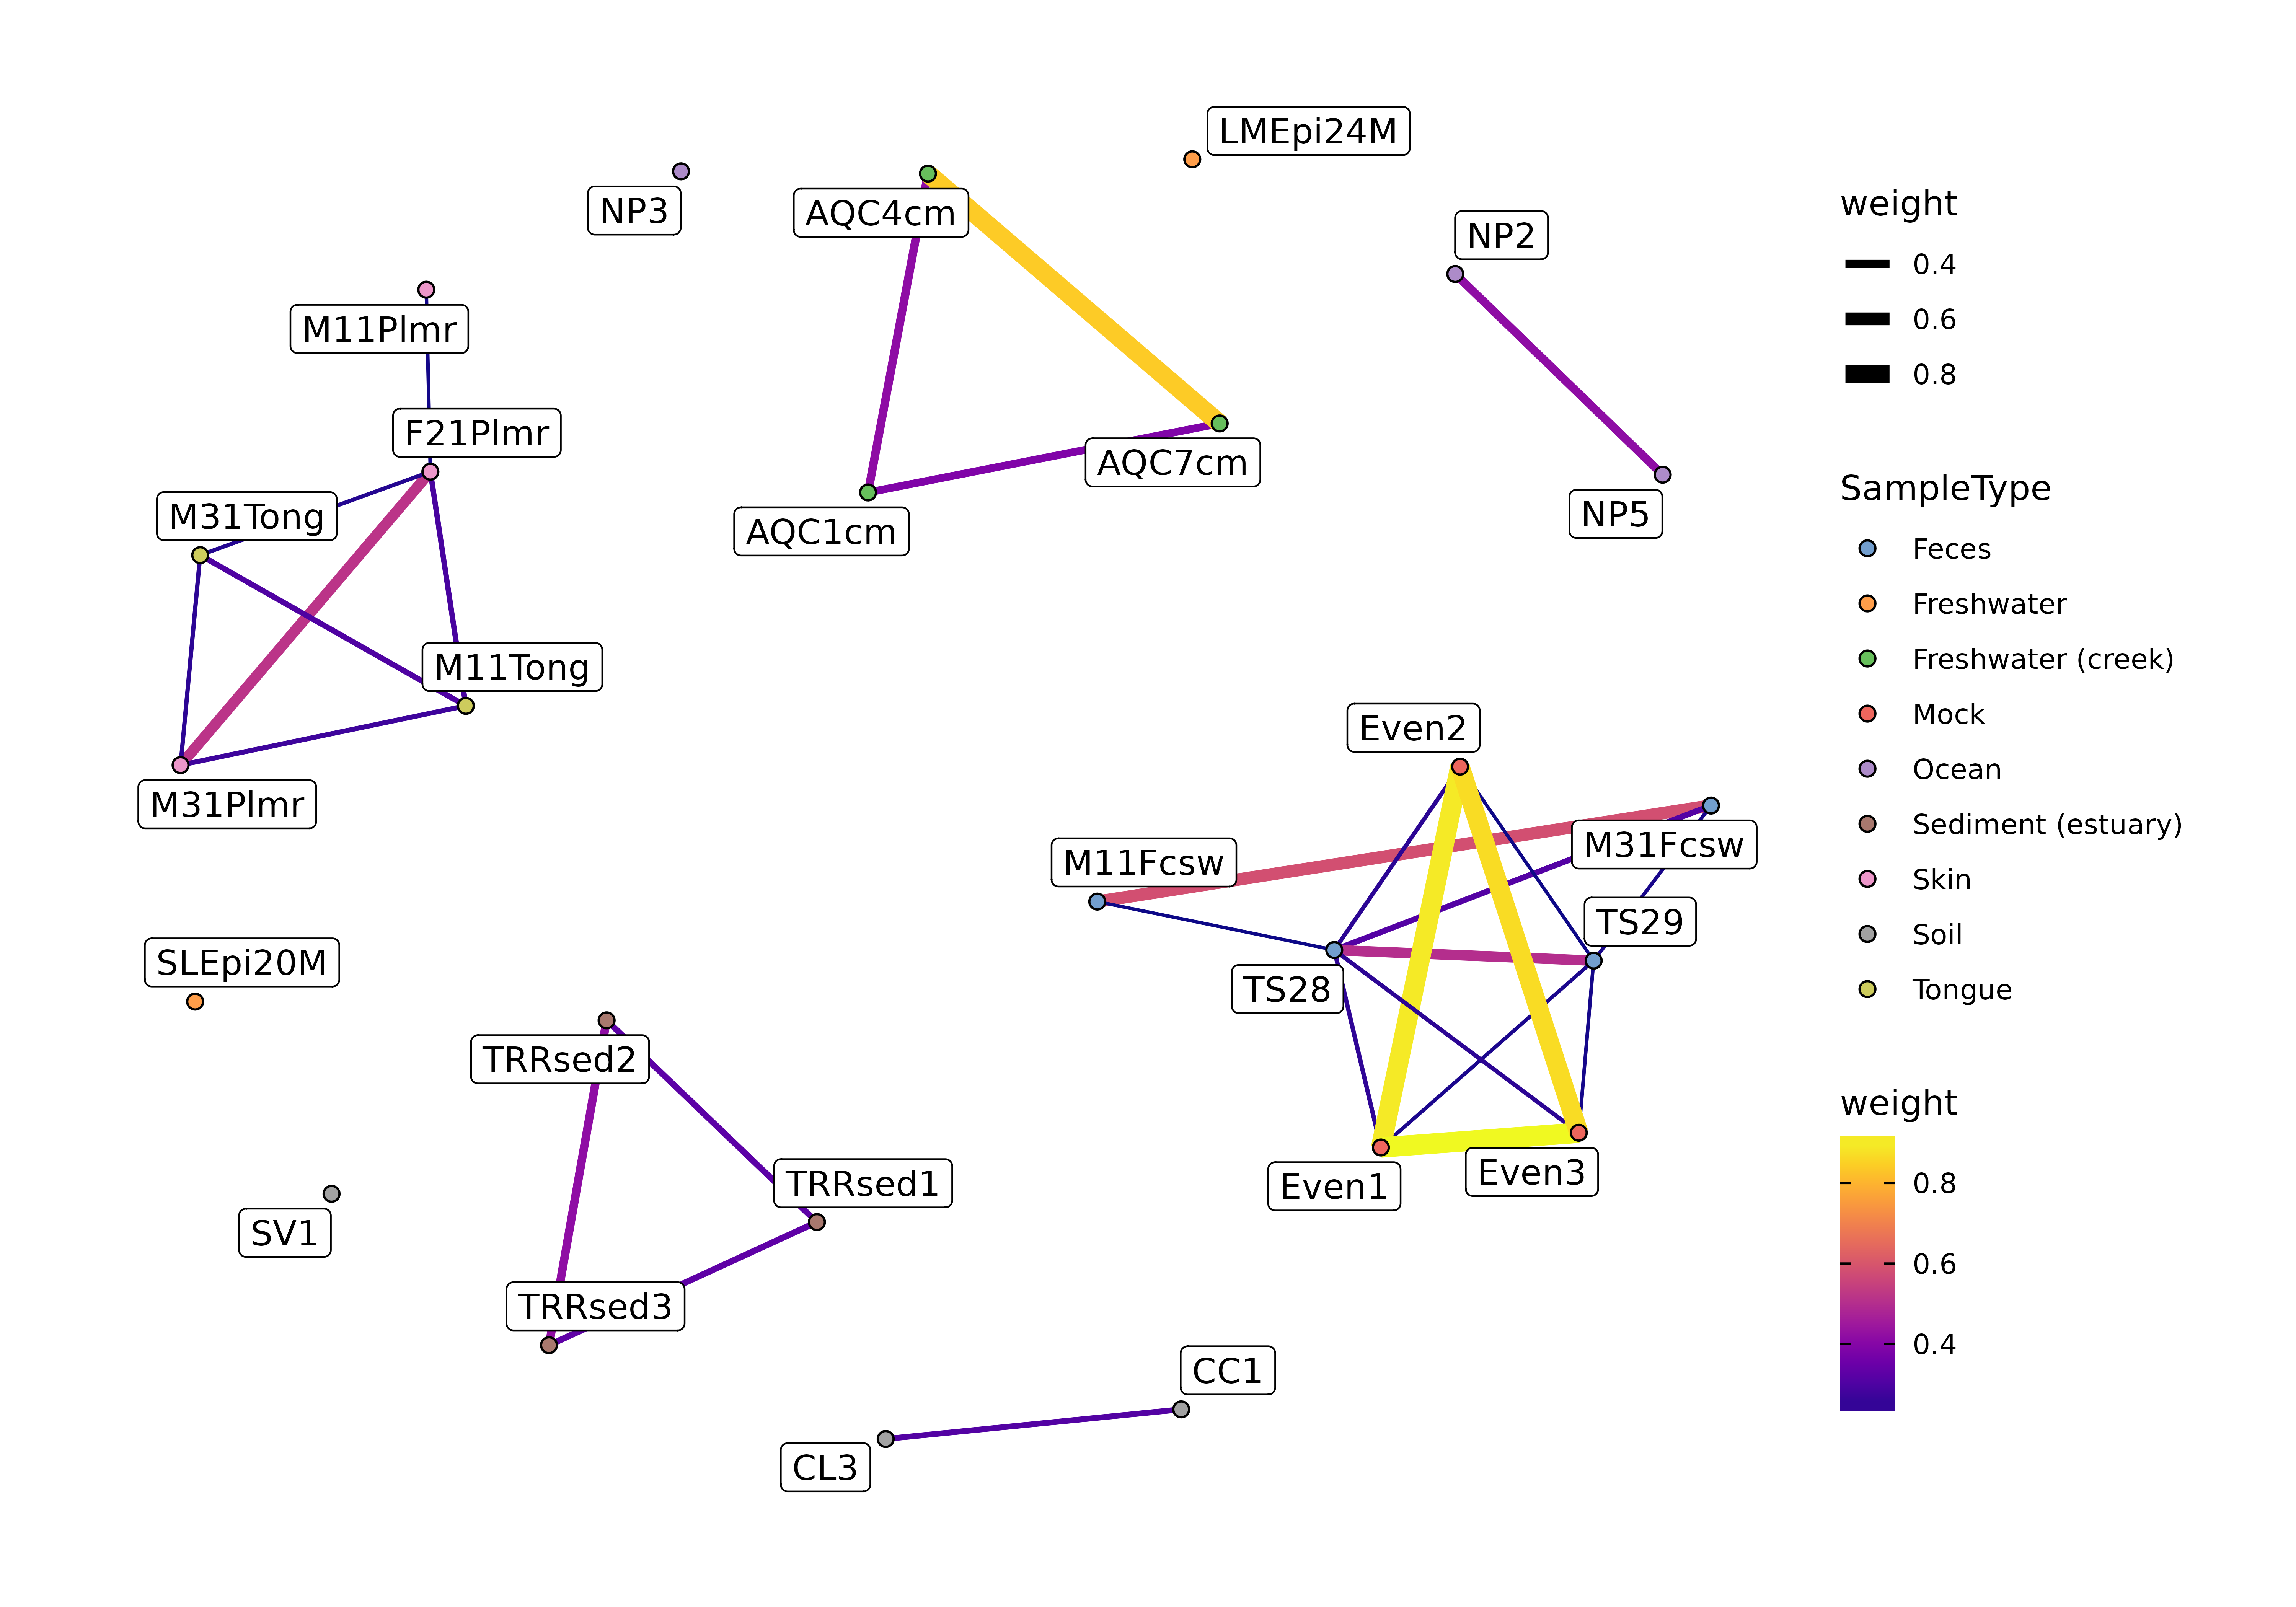 LMEpi24M
NP3
AQC4cm
NP2
M11Plmr
F21Plmr
AQC7cm
M31Tong
AQC1cm
NP5
M11Tong
M31Plmr
Even2
M31Fcsw
M11Fcsw
TS29
TS28
SLEpi20M
TRRsed2
TRRsed1
Even3
Even1
SV1
TRRsed3
CC1
CL3
weight
0.4
0.6
0.8
SampleType
Feces
Freshwater
Freshwater (creek)
Mock
Ocean
Sediment (estuary)
Skin
Soil
Tongue
weight
0.8
0.6
0.4